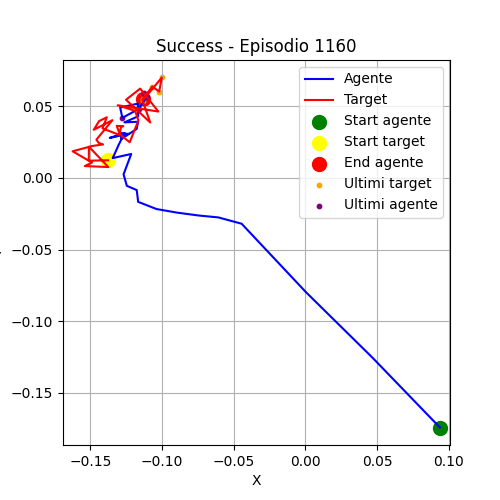 Success - Episodio 1160
Agente
Target
Start agente
Start target
End agente
Ultimi target
Ultimi agente
0.05
0.00
−0.05
−0.10
−0.15
−0.15 −0.10 −0.05 0.00 0.05 0.10
X